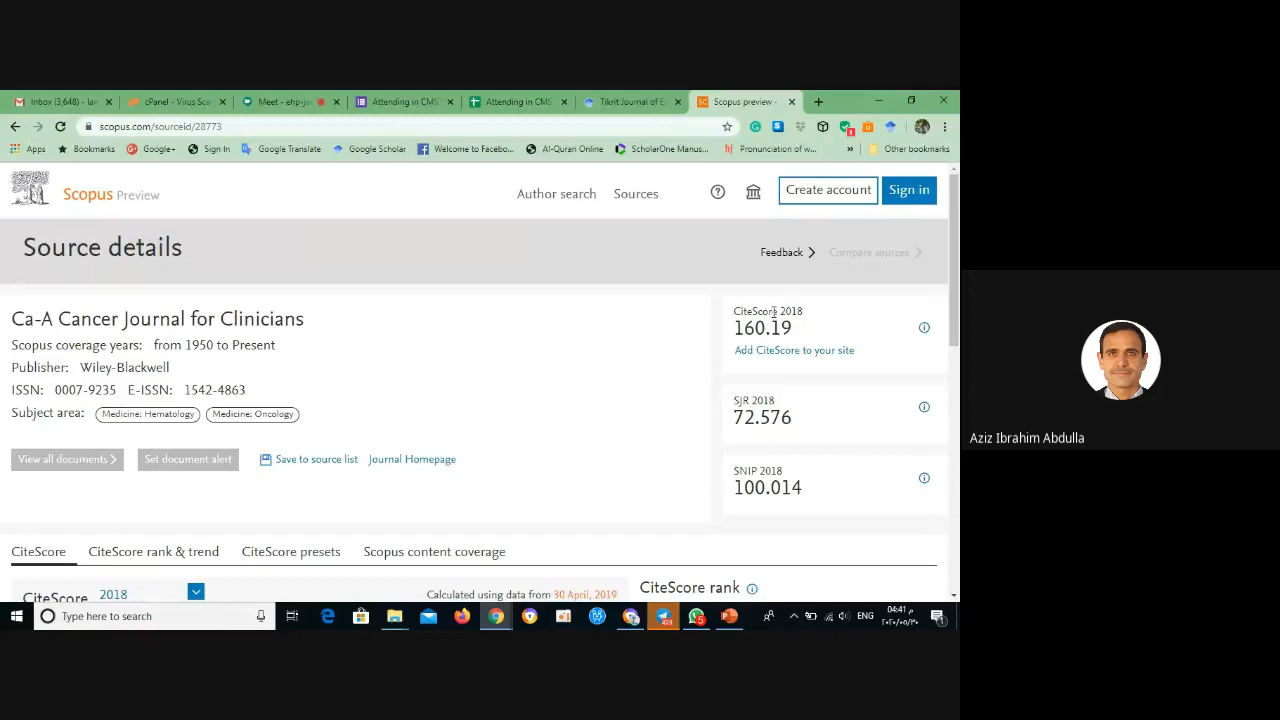 Inbox (3,648) - lan
cPanel - Virus Sca
Meet - ehp-jm
Attending in CMS
Attending in CMS
Tikrit Journal of E
Scopus preview -
scopus.com/sourceid/28773
Apps
Bookmarks
Google+
Sign In
Google Translate
Google Scholar
Welcome to Facebo...
Al-Quran Online
ScholarOne Manus...
Pronunciation of w...
Other bookmarks
Scopus Preview
Author search
Sources
Create account
Sign in
Source details
Feedback
Compare sources
Ca-A Cancer Journal for Clinicians
Scopus coverage years: from 1950 to Present
Publisher: Wiley-Blackwell
ISSN: 0007-9235 E-ISSN: 1542-4863
Subject area: Medicine: Hematology Medicine: Oncology
View all documents
Set document alert
Save to source list
Journal Homepage
CiteScore 2018
160.19
Add CiteScore to your site
SJR 2018
72.576
SNIP 2018
100.014
CiteScore
CiteScore rank & trend
CiteScore presets
Scopus content coverage
CiteScore 2018
Calculated using data from 30 April, 2019
CiteScore rank
Type here to search
429
5
ENG
04:41 م
٢٠٢٠/٠٥/٣٠
Aziz Ibrahim Abdulla